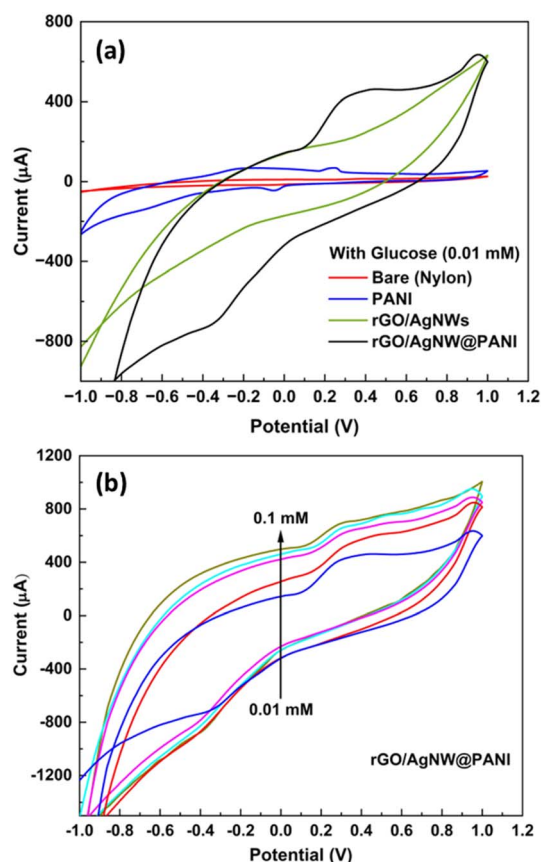 (a)
800
400
0
−400
−800
Current (µA)
With Glucose (0.01 mM)
Bare (Nylon)
PANI
rGO/AgNWs
rGO/AgNW@PANI
−1.0 −0.8 −0.6 −0.4 −0.2 0.0 0.2 0.4 0.6 0.8 1.0
Potential (V)
(b)
1200
800
400
0
-400
-800
-1200
Current (µA)
0.1 mM
0.01 mM
rGO/AgNW@PANI
-1.0 -0.8 -0.6 -0.4 -0.2 0.0 0.2 0.4 0.6 0.8 1.0
Potential (V)